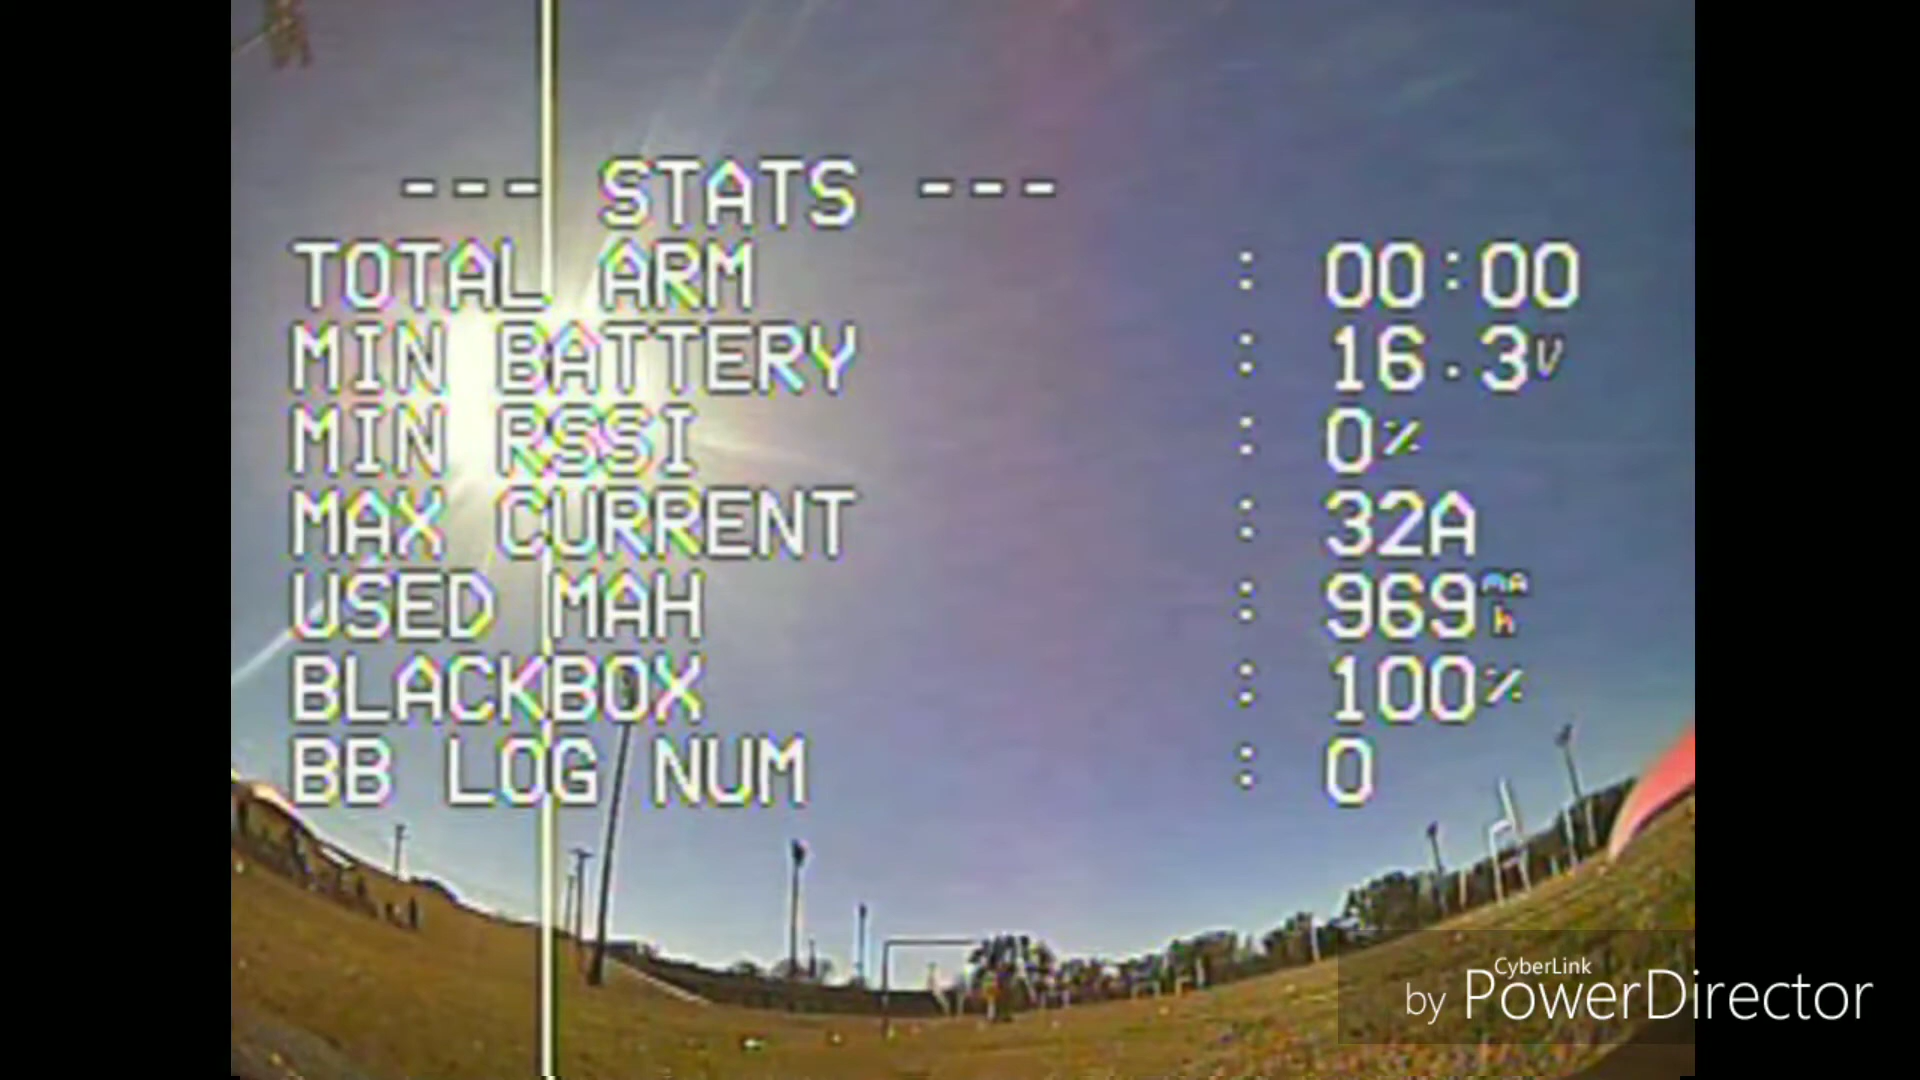 --- STATS ---
TOTAL ARM : 00:00
MIN BATTERY : 16.3V
MIN RSSI : 0%
MAX CURRENT : 32A
USED MAH : 969mAh
BLACKBOX : 100%
BB LOG NUM : 0
by CyberLink PowerDirector